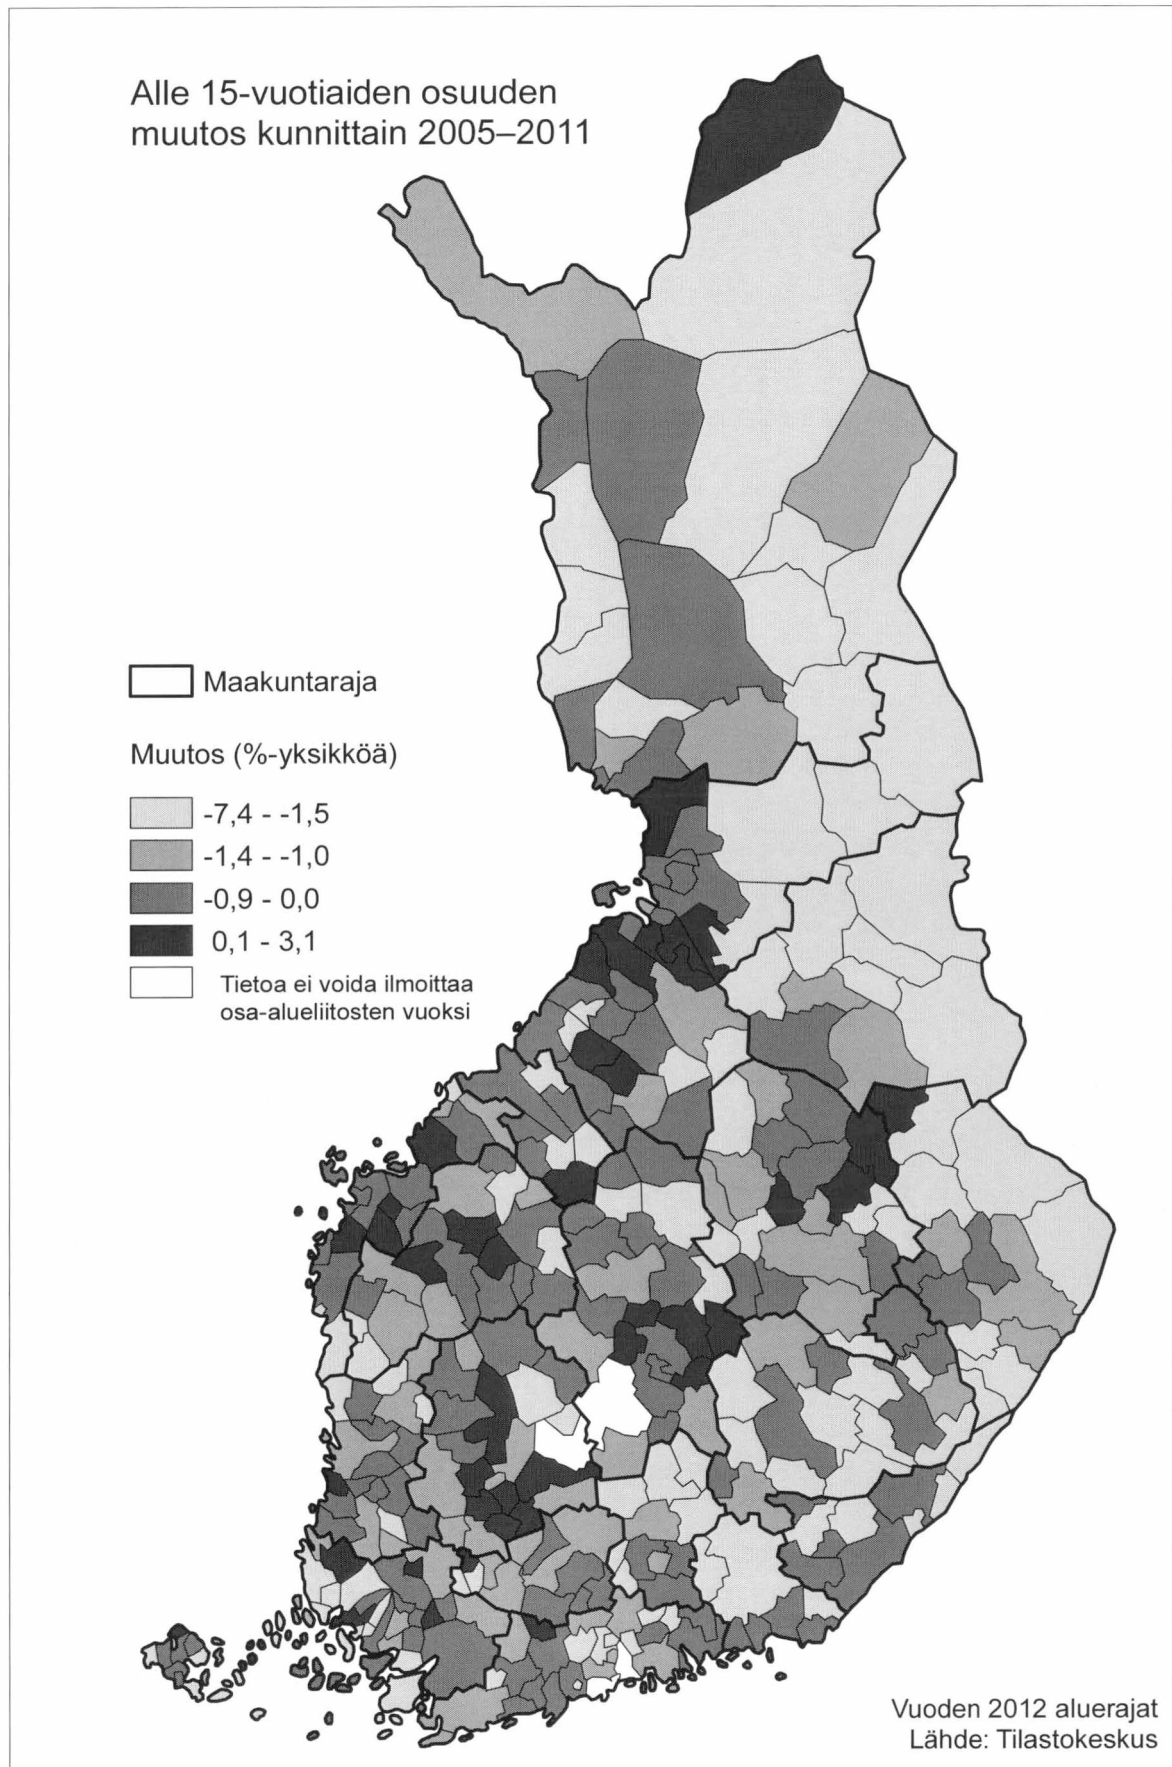 Alle 15-vuotiaiden osuuden
muutos kunnittain 2005–2011
Maakuntaraja
Muutos (%-yksikköä)
-7,4 - -1,5
-1,4 - -1,0
-0,9 - 0,0
0,1 - 3,1
Tietoa ei voida ilmoittaa
osa-alueliitosten vuoksi
Vuoden 2012 aluerajat
Lähde: Tilastokeskus